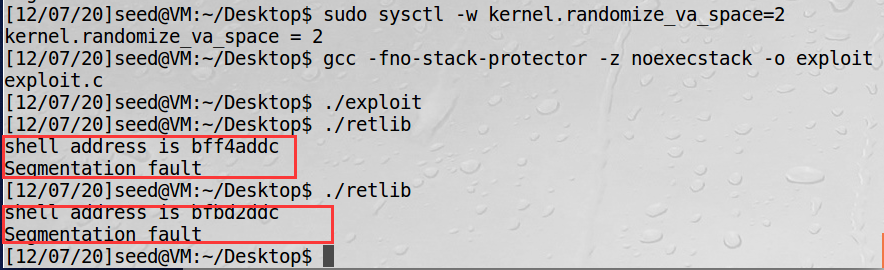 [12/07/20]seed@VM:~/Desktop$ sudo sysctl -w kernel.randomize_va_space=2
kernel.randomize_va_space = 2
[12/07/20]seed@VM:~/Desktop$ gcc -fno-stack-protector -z noexecstack -o exploit
exploit.c
[12/07/20]seed@VM:~/Desktop$ ./exploit
[12/07/20]seed@VM:~/Desktop$ ./retlib
shell address is bff4addc
Segmentation fault
[12/07/20]seed@VM:~/Desktop$ ./retlib
shell address is bfbd2ddc
Segmentation fault
[12/07/20]seed@VM:~/Desktop$